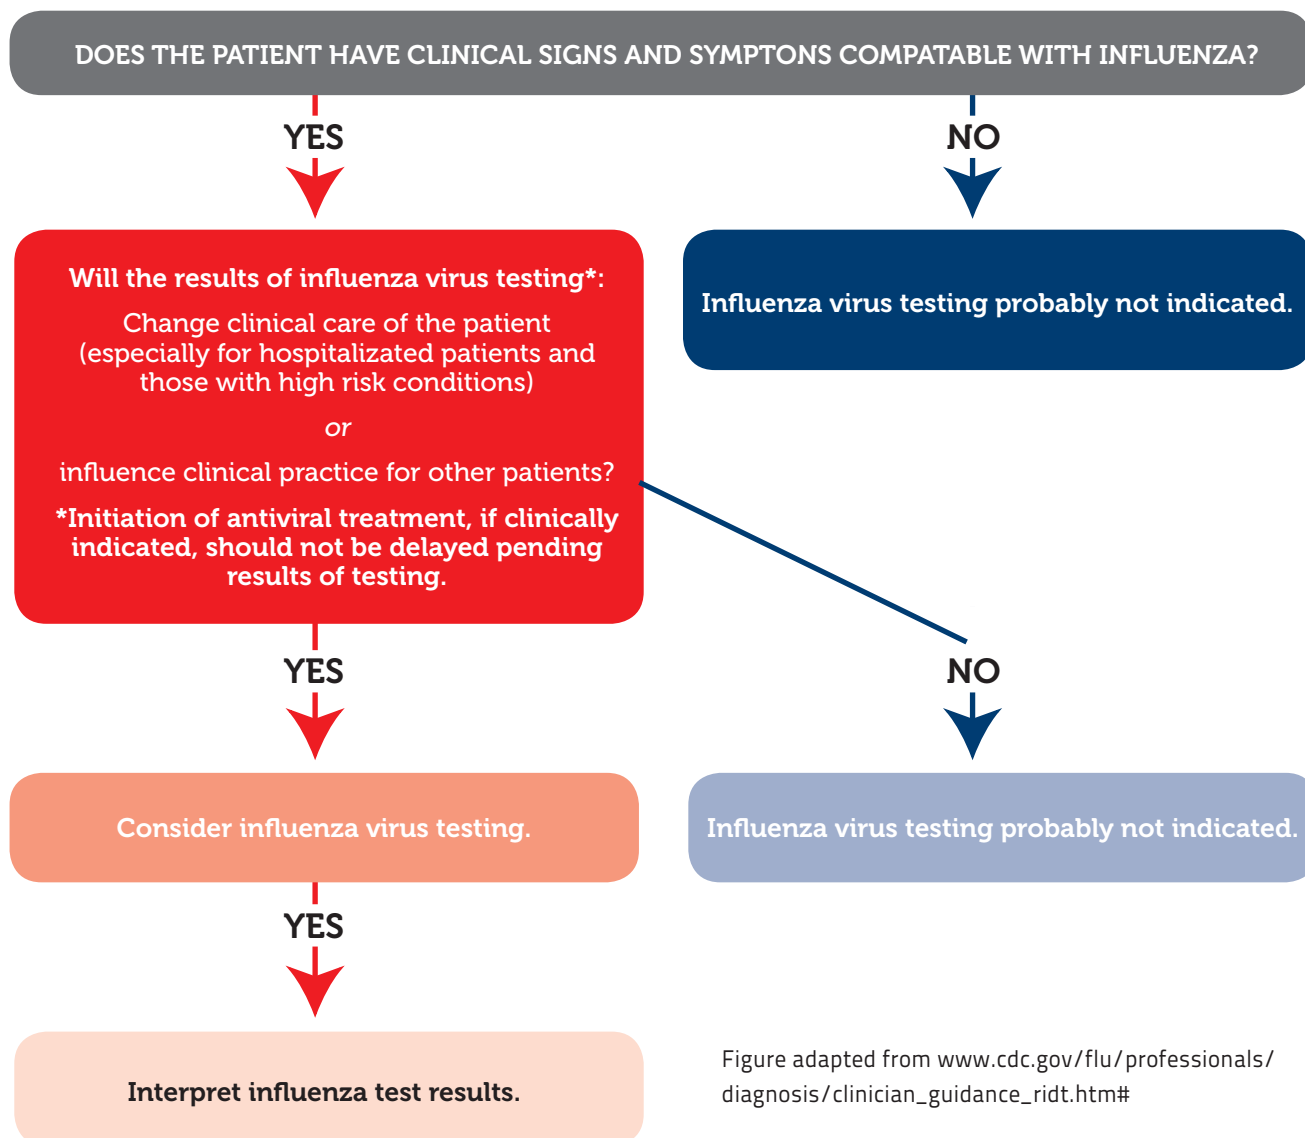 DOES THE PATIENT HAVE CLINICAL SIGNS AND SYMPTONS COMPATABLE WITH INFLUENZA?
YES
NO
Will the results of influenza virus testing*:
Change clinical care of the patient
(especially for hospitalizated patients and
those with high risk conditions)
or
influence clinical practice for other patients?
*Initiation of antiviral treatment, if clinically
indicated, should not be delayed pending
results of testing.
Influenza virus testing probably not indicated.
YES
NO
Consider influenza virus testing.
Influenza virus testing probably not indicated.
YES
Interpret influenza test results.
Figure adapted from www.cdc.gov/flu/professionals/
diagnosis/clinician_guidance_ridt.htm#